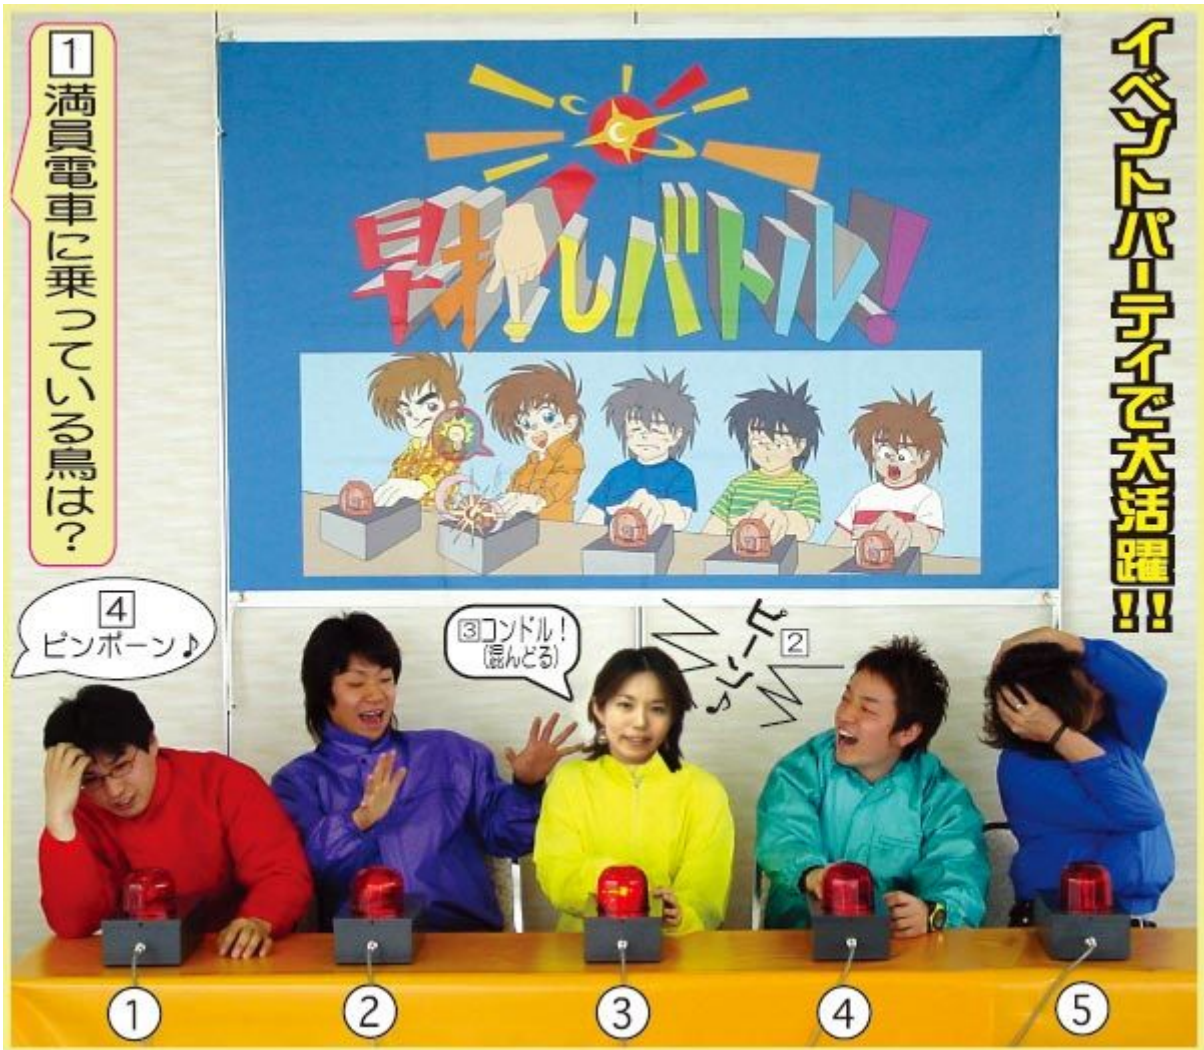 イベントパーティで大活躍!!
早押しバトル!
1 満員電車に乗っている鳥は?
ピーン♪ 2
③コンドル!
(混んどる)
4
ピンポーン♪
①
②
③
④
⑤